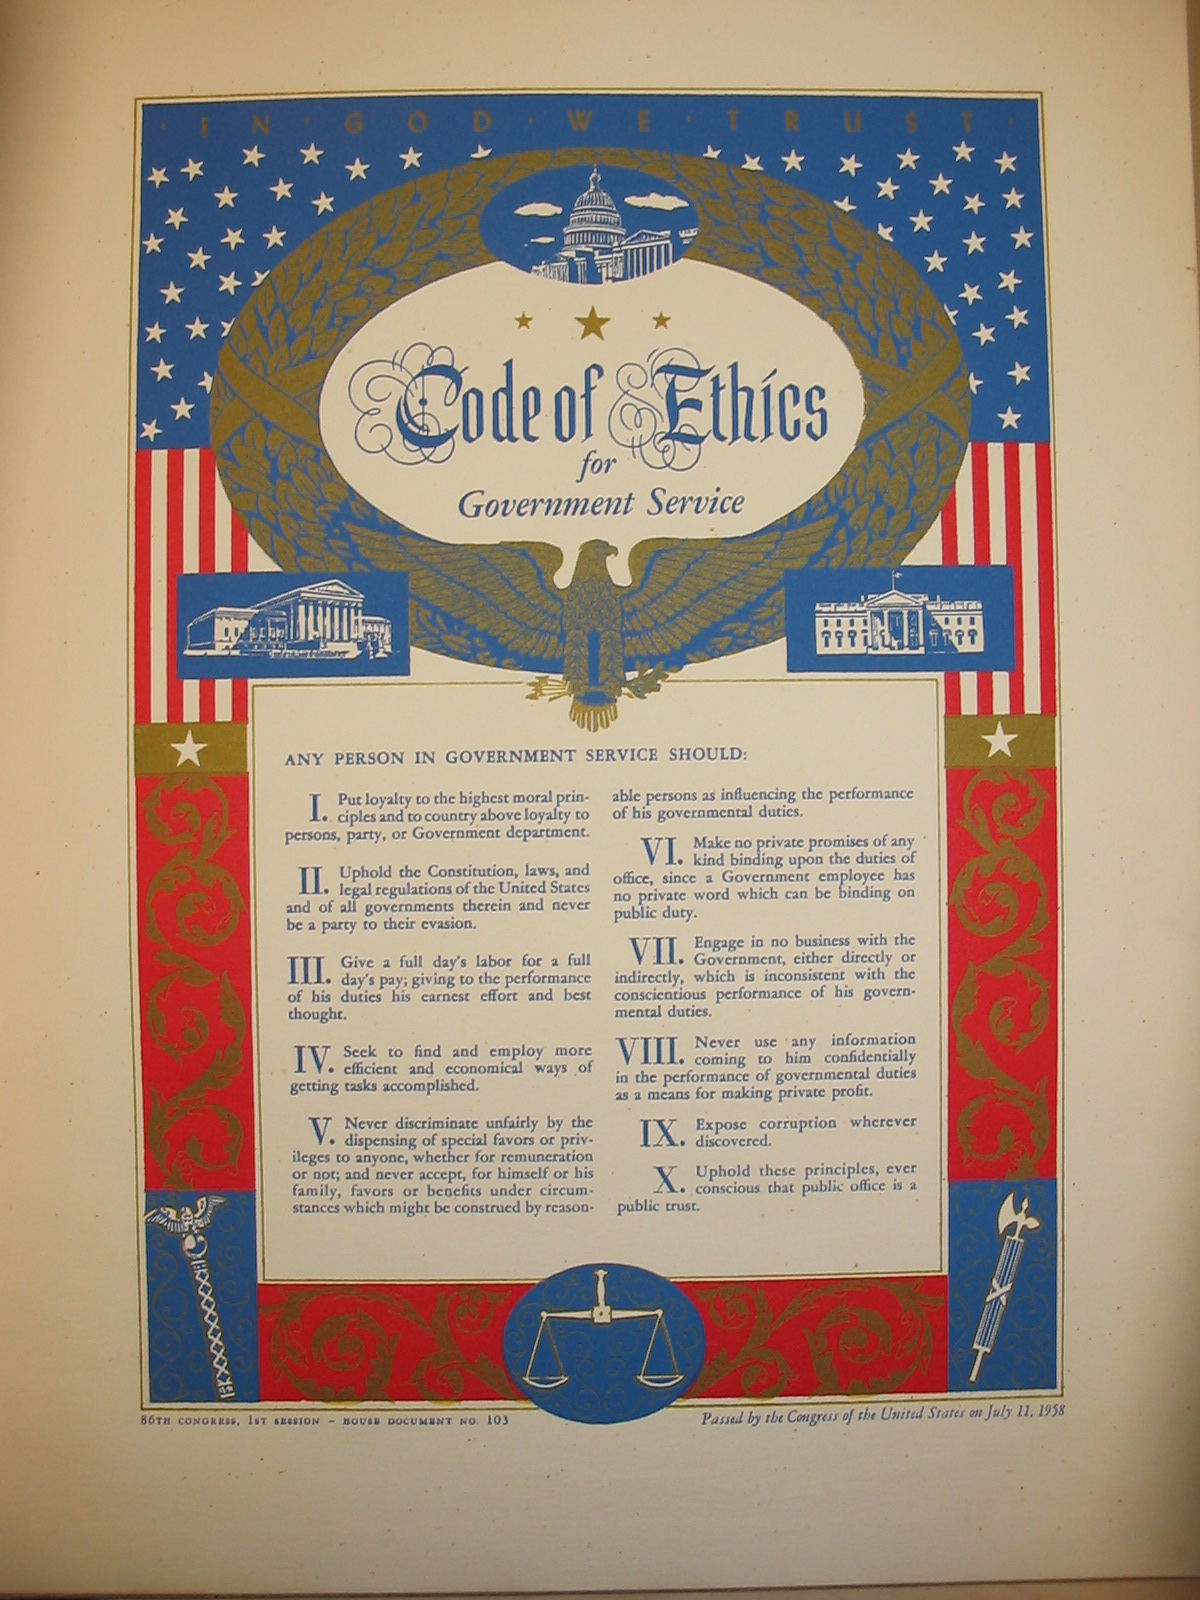 · I N · G O D · W E · T R U S T ·
Code of Ethics
for
Government Service
ANY PERSON IN GOVERNMENT SERVICE SHOULD:
I. Put loyalty to the highest moral prin-
ciples and to country above loyalty to
persons, party, or Government department.
II. Uphold the Constitution, laws, and
legal regulations of the United States
and of all governments therein and never
be a party to their evasion.
III. Give a full day's labor for a full
day's pay; giving to the performance
of his duties his earnest effort and best
thought.
IV. Seek to find and employ more
efficient and economical ways of
getting tasks accomplished.
V. Never discriminate unfairly by the
dispensing of special favors or priv-
ileges to anyone, whether for remuneration
or not; and never accept, for himself or his
family, favors or benefits under circum-
stances which might be construed by reason-
able persons as influencing the performance
of his governmental duties.
VI. Make no private promises of any
kind binding upon the duties of
office, since a Government employee has
no private word which can be binding on
public duty.
VII. Engage in no business with the
Government, either directly or
indirectly, which is inconsistent with the
conscientious performance of his govern-
mental duties.
VIII. Never use any information
coming to him confidentially
in the performance of governmental duties
as a means for making private profit.
IX. Expose corruption wherever
discovered.
X. Uphold these principles, ever
conscious that public office is a
public trust.
86TH CONGRESS, 1ST SESSION – HOUSE DOCUMENT NO. 103
Passed by the Congress of the United States on July 11, 1958